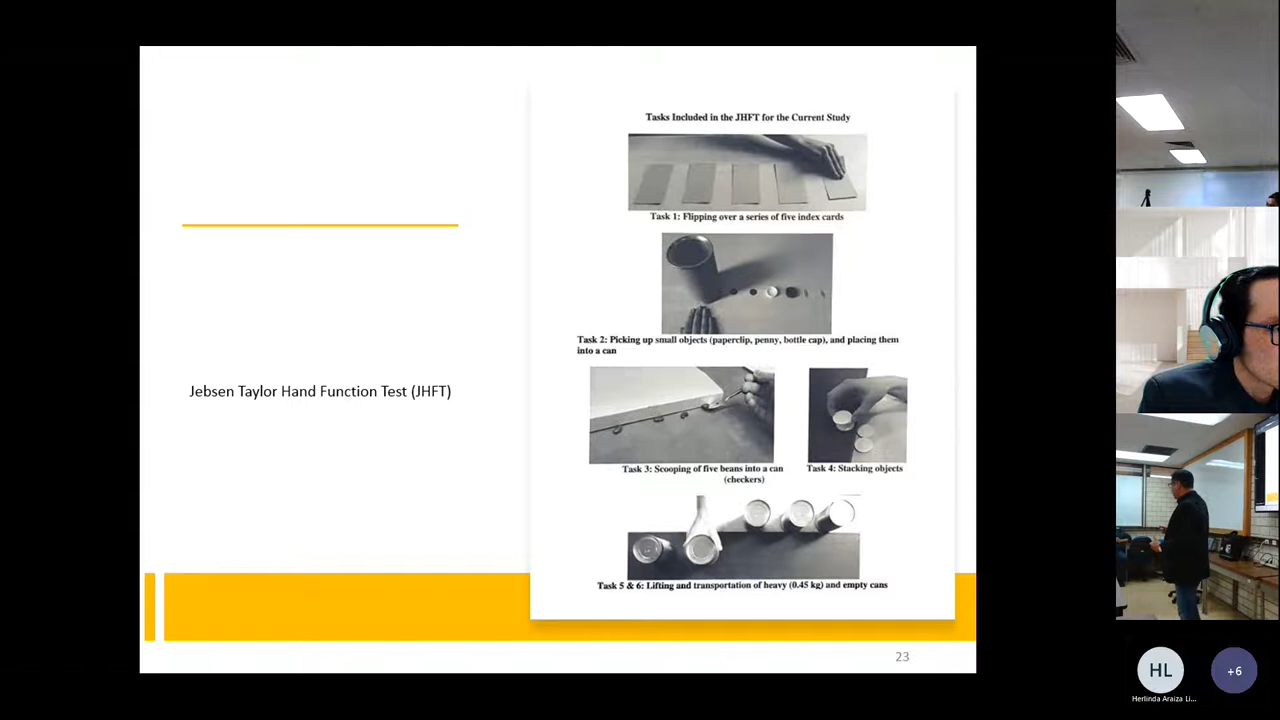 Tasks Included in the JHFT for the Current Study
Task 1: Flipping over a series of five index cards
Task 2: Picking up small objects (paperclip, penny, bottle cap), and placing them
into a can
Task 3: Scooping of five beans into a can
(checkers)
Task 4: Stacking objects
Task 5 & 6: Lifting and transportation of heavy (0.45 kg) and empty cans
Jebsen Taylor Hand Function Test (JHFT)
23
HL
+6
Herlinda Araiza Li...